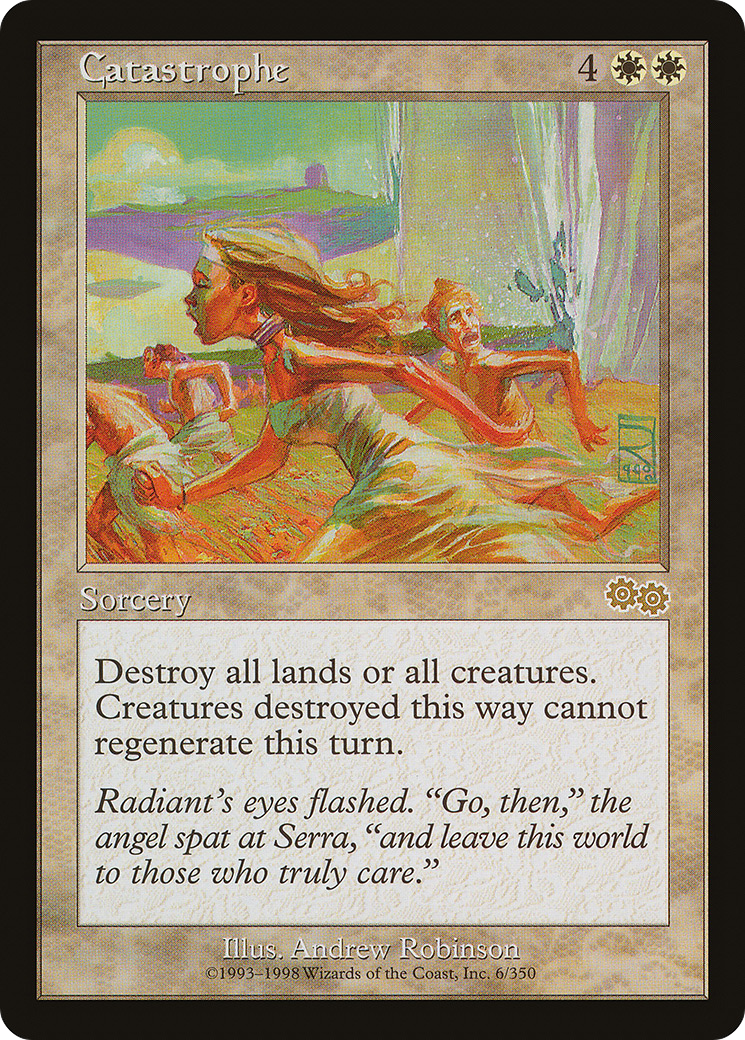 Catastrophe 4
Sorcery
Destroy all lands or all creatures.
Creatures destroyed this way cannot
regenerate this turn.
Radiant's eyes flashed. “Go, then,” the
angel spat at Serra, “and leave this world
to those who truly care.”
Illus. Andrew Robinson
©1993–1998 Wizards of the Coast, Inc. 6/350